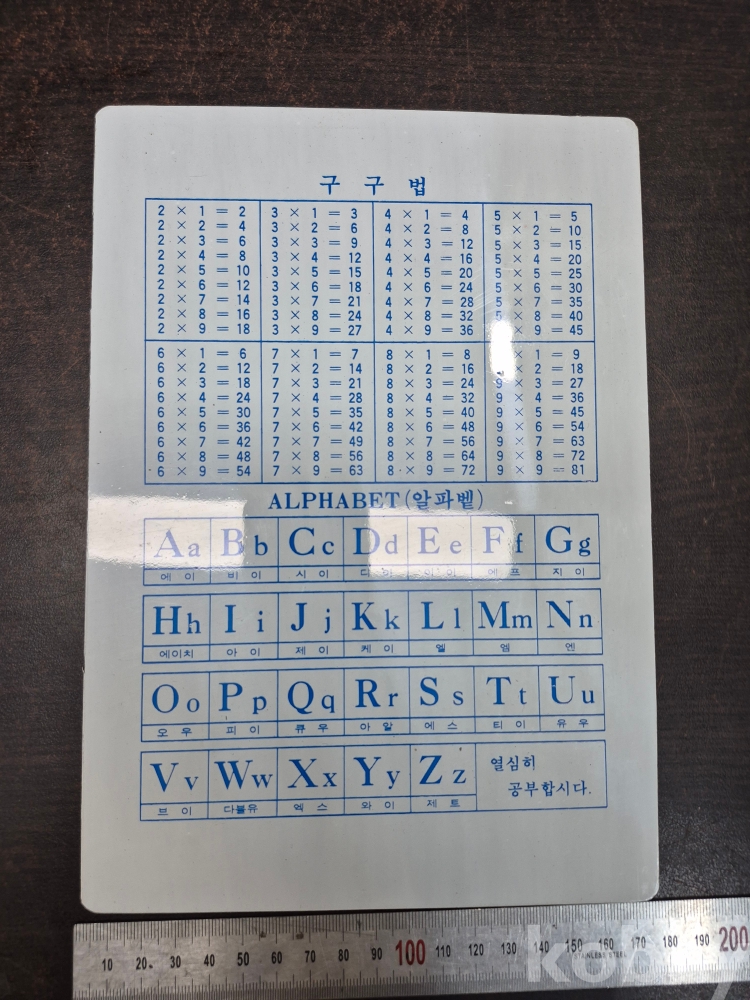 구 구 법
2 × 1 = 2 3 × 1 = 3 4 × 1 = 4 5 × 1 = 5
2 × 2 = 4 3 × 2 = 6 4 × 2 = 8 5 × 2 = 10
2 × 3 = 6 3 × 3 = 9 4 × 3 = 12 5 × 3 = 15
2 × 4 = 8 3 × 4 = 12 4 × 4 = 16 5 × 4 = 20
2 × 5 = 10 3 × 5 = 15 4 × 5 = 20 5 × 5 = 25
2 × 6 = 12 3 × 6 = 18 4 × 6 = 24 5 × 6 = 30
2 × 7 = 14 3 × 7 = 21 4 × 7 = 28 5 × 7 = 35
2 × 8 = 16 3 × 8 = 24 4 × 8 = 32 5 × 8 = 40
2 × 9 = 18 3 × 9 = 27 4 × 9 = 36 5 × 9 = 45
6 × 1 = 6 7 × 1 = 7 8 × 1 = 8 × 1 = 9
6 × 2 = 12 7 × 2 = 14 8 × 2 = 16 × 2 = 18
6 × 3 = 18 7 × 3 = 21 8 × 3 = 24 9 × 3 = 27
6 × 4 = 24 7 × 4 = 28 8 × 4 = 32 9 × 4 = 36
6 × 5 = 30 7 × 5 = 35 8 × 5 = 40 9 × 5 = 45
6 × 6 = 36 7 × 6 = 42 8 × 6 = 48 9 × 6 = 54
6 × 7 = 42 7 × 7 = 49 8 × 7 = 56 9 × 7 = 63
6 × 8 = 48 7 × 8 = 56 8 × 8 = 64 9 × 8 = 72
6 × 9 = 54 7 × 9 = 63 8 × 9 = 72 9 × 9 = 81
ALPHABET(알파벹)
Aa Bb Cc Dd Ee Ff Gg
에이 비이 시이 에프 지이
Hh Ii Jj Kk Ll Mm Nn
에이치 아이 제이 케이 엘 엠 엔
Oo Pp Qq Rr Ss Tt Uu
오우 피이 큐우 아알 에스 티이 유우
Vv Ww Xx Yy Zz
브이 다불유 엑스 와이 제트
열심히
공부합시다.
10 20 30 40 50 60 70 80 90 100 110 120 130 140 150 160 170 180 190 200
STAINLESS STEEL